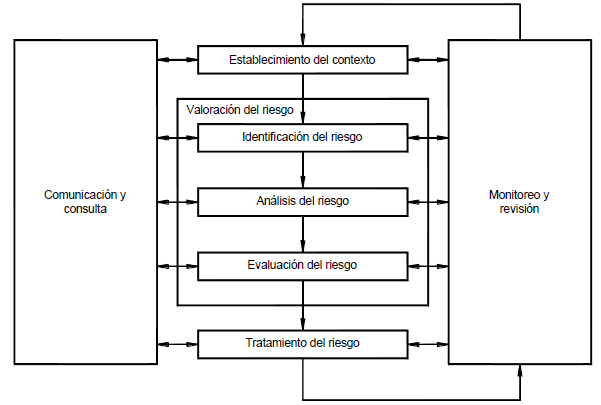 Establecimiento del contexto
Valoración del riesgo
Identificación del riesgo
Comunicación y
consulta
Análisis del riesgo
Monitoreo y
revisión
Evaluación del riesgo
Tratamiento del riesgo